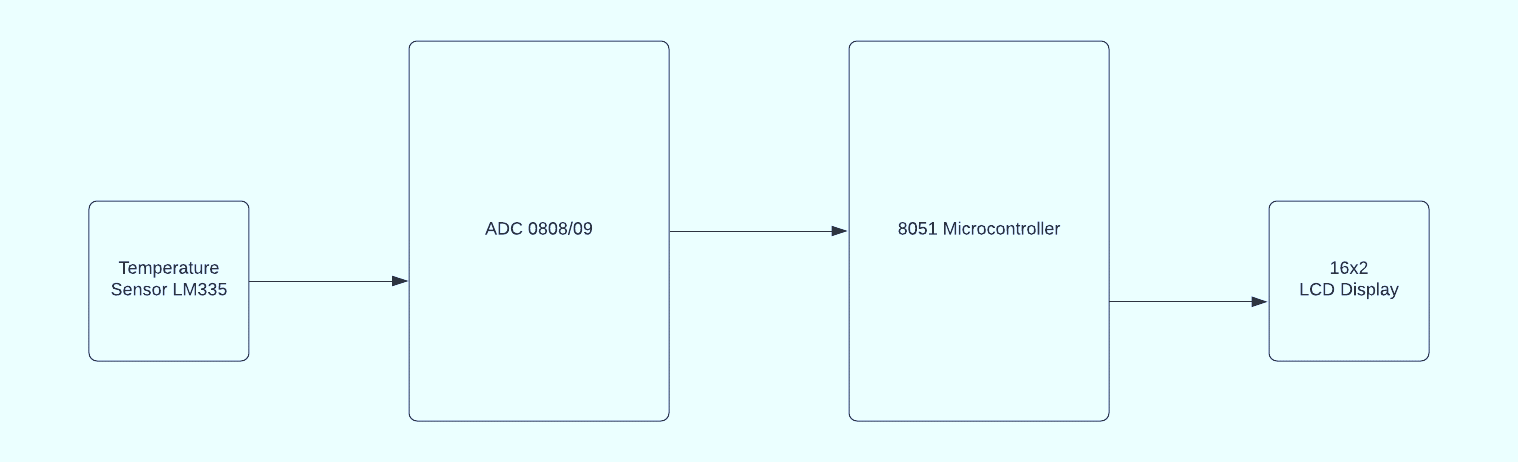 Temperature
Sensor LM335
ADC 0808/09
8051 Microcontroller
16x2
LCD Display